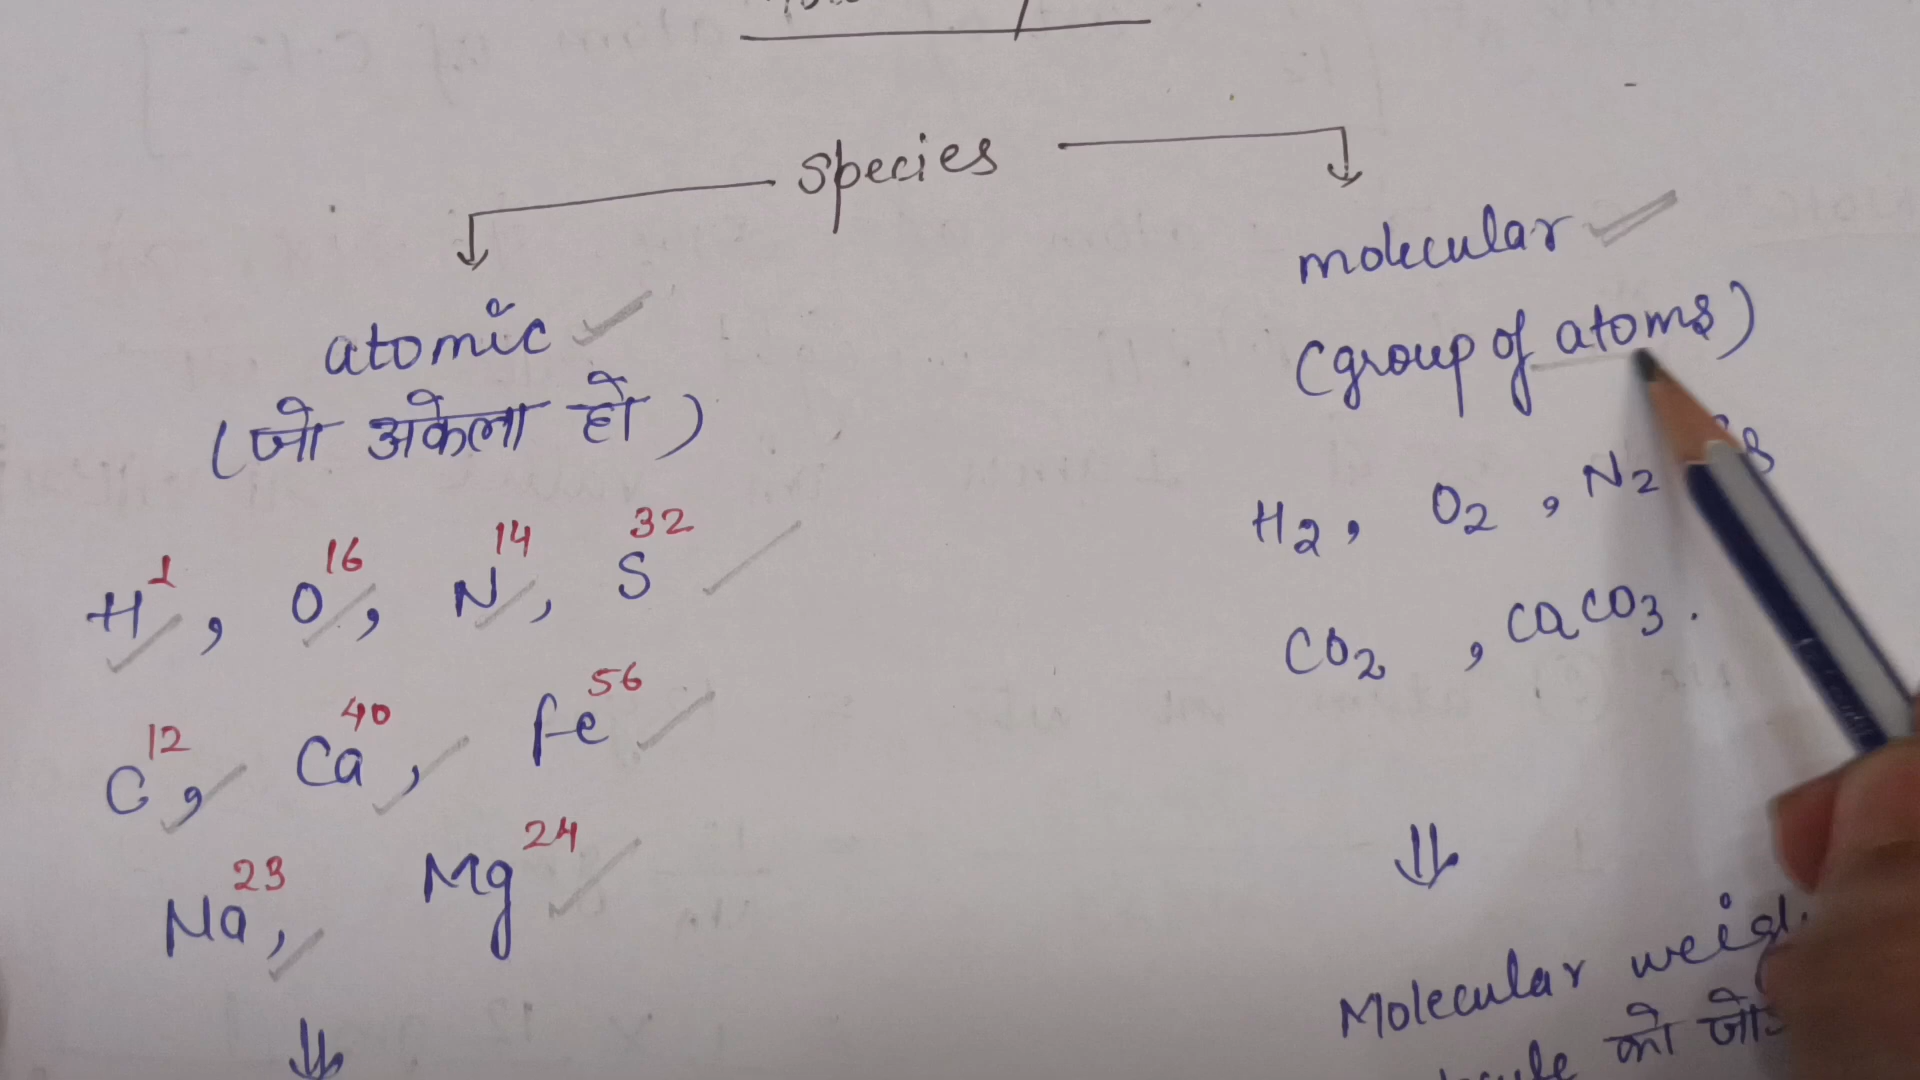 Species
atomic
(जो अकेला हो)
H¹, O¹⁶, N¹⁴, S³²
C¹², Ca⁴⁰, Fe⁵⁶
Na²³, Mg²⁴
molecular
(group of atoms)
H₂, O₂, N₂
CO₂, CaCO₃.
Molecular
को